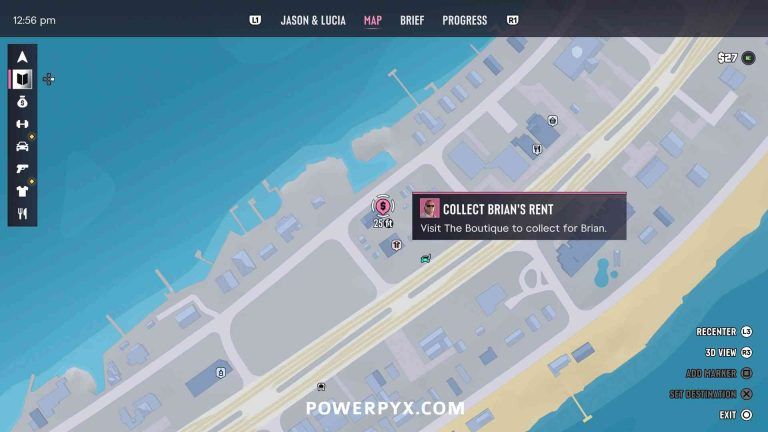 12:56 pm
L1 JASON & LUCIA MAP BRIEF PROGRESS R1
$27
COLLECT BRIAN'S RENT
Visit The Boutique to collect for Brian.
25 ft
RECENTER L3
3D VIEW R3
ADD MARKER
SET DESTINATION
EXIT
POWERPYX.COM